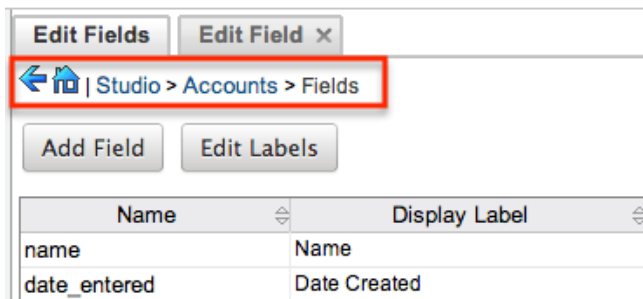 Edit Fields Edit Field ×
| Studio > Accounts > Fields
Add Field Edit Labels
Name Display Label
name Name
date_entered Date Created